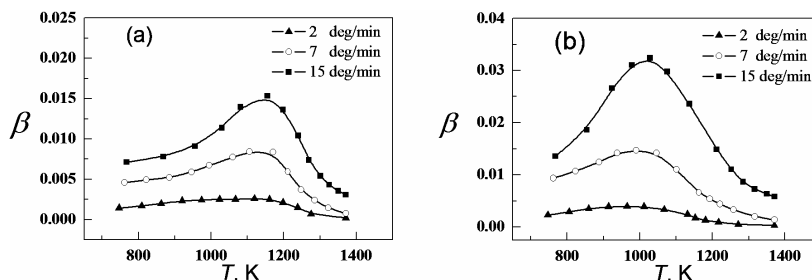 (a)
2 deg/min
7 deg/min
15 deg/min
0.025
0.020
0.015
0.010
0.005
0.000
β
800 1000 1200 1400
T, K
(b)
2 deg/min
7 deg/min
15 deg/min
0.04
0.03
0.02
0.01
0.00
β
800 1000 1200 1400
T, K